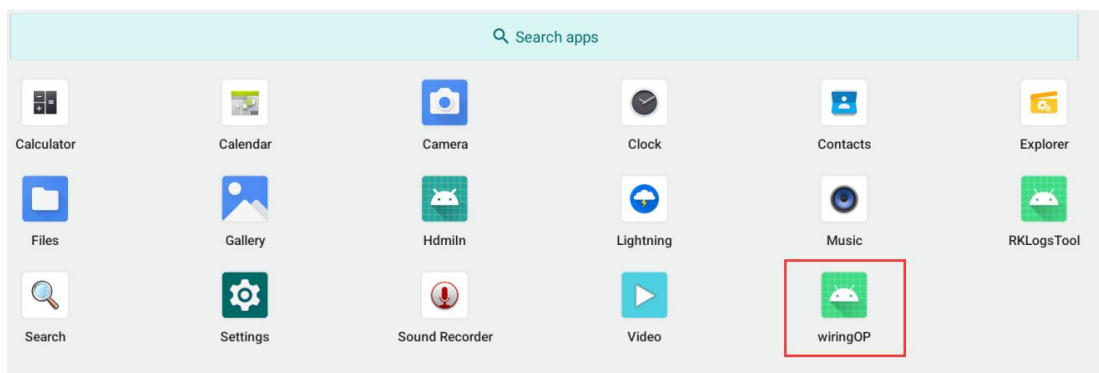 Search apps
Calculator
Calendar
Camera
Clock
Contacts
Explorer
Files
Gallery
HdmiIn
Lightning
Music
RKLogsTool
Search
Settings
Sound Recorder
Video
wiringOP